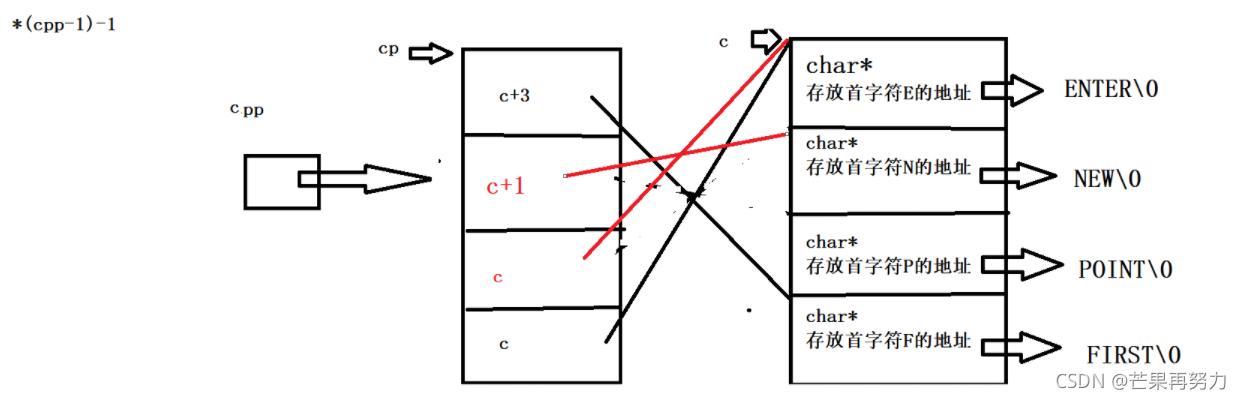 *(cpp-1)-1
cp
c
cpp
c+3
c+1
c
c
char*
存放首字符E的地址
ENTER\0
char*
存放首字符N的地址
NEW\0
char*
存放首字符P的地址
POINT\0
char*
存放首字符F的地址
FIRST\0
CSDN @芒果再努力